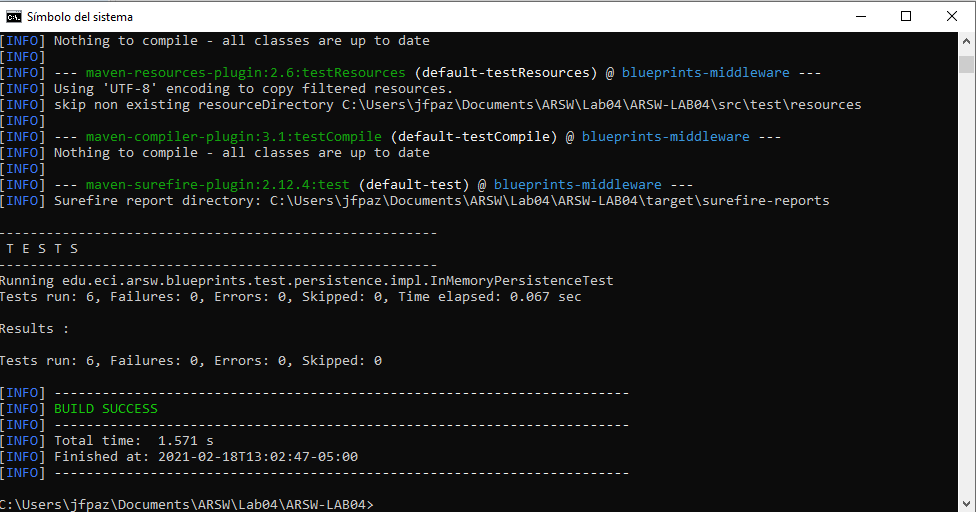 Símbolo del sistema
[INFO] Nothing to compile - all classes are up to date
[INFO]
[INFO] --- maven-resources-plugin:2.6:testResources (default-testResources) @ blueprints-middleware ---
[INFO] Using 'UTF-8' encoding to copy filtered resources.
[INFO] skip non existing resourceDirectory C:\Users\jfpaz\Documents\ARSW\Lab04\ARSW-LAB04\src\test\resources
[INFO]
[INFO] --- maven-compiler-plugin:3.1:testCompile (default-testCompile) @ blueprints-middleware ---
[INFO] Nothing to compile - all classes are up to date
[INFO]
[INFO] --- maven-surefire-plugin:2.12.4:test (default-test) @ blueprints-middleware ---
[INFO] Surefire report directory: C:\Users\jfpaz\Documents\ARSW\Lab04\ARSW-LAB04\target\surefire-reports
-------------------------------------------------------
T E S T S
-------------------------------------------------------
Running edu.eci.arsw.blueprints.test.persistence.impl.InMemoryPersistenceTest
Tests run: 6, Failures: 0, Errors: 0, Skipped: 0, Time elapsed: 0.067 sec
Results :
Tests run: 6, Failures: 0, Errors: 0, Skipped: 0
[INFO] ------------------------------------------------------------------------
[INFO] BUILD SUCCESS
[INFO] ------------------------------------------------------------------------
[INFO] Total time:  1.571 s
[INFO] Finished at: 2021-02-18T13:02:47-05:00
[INFO] ------------------------------------------------------------------------
C:\Users\jfpaz\Documents\ARSW\Lab04\ARSW-LAB04>